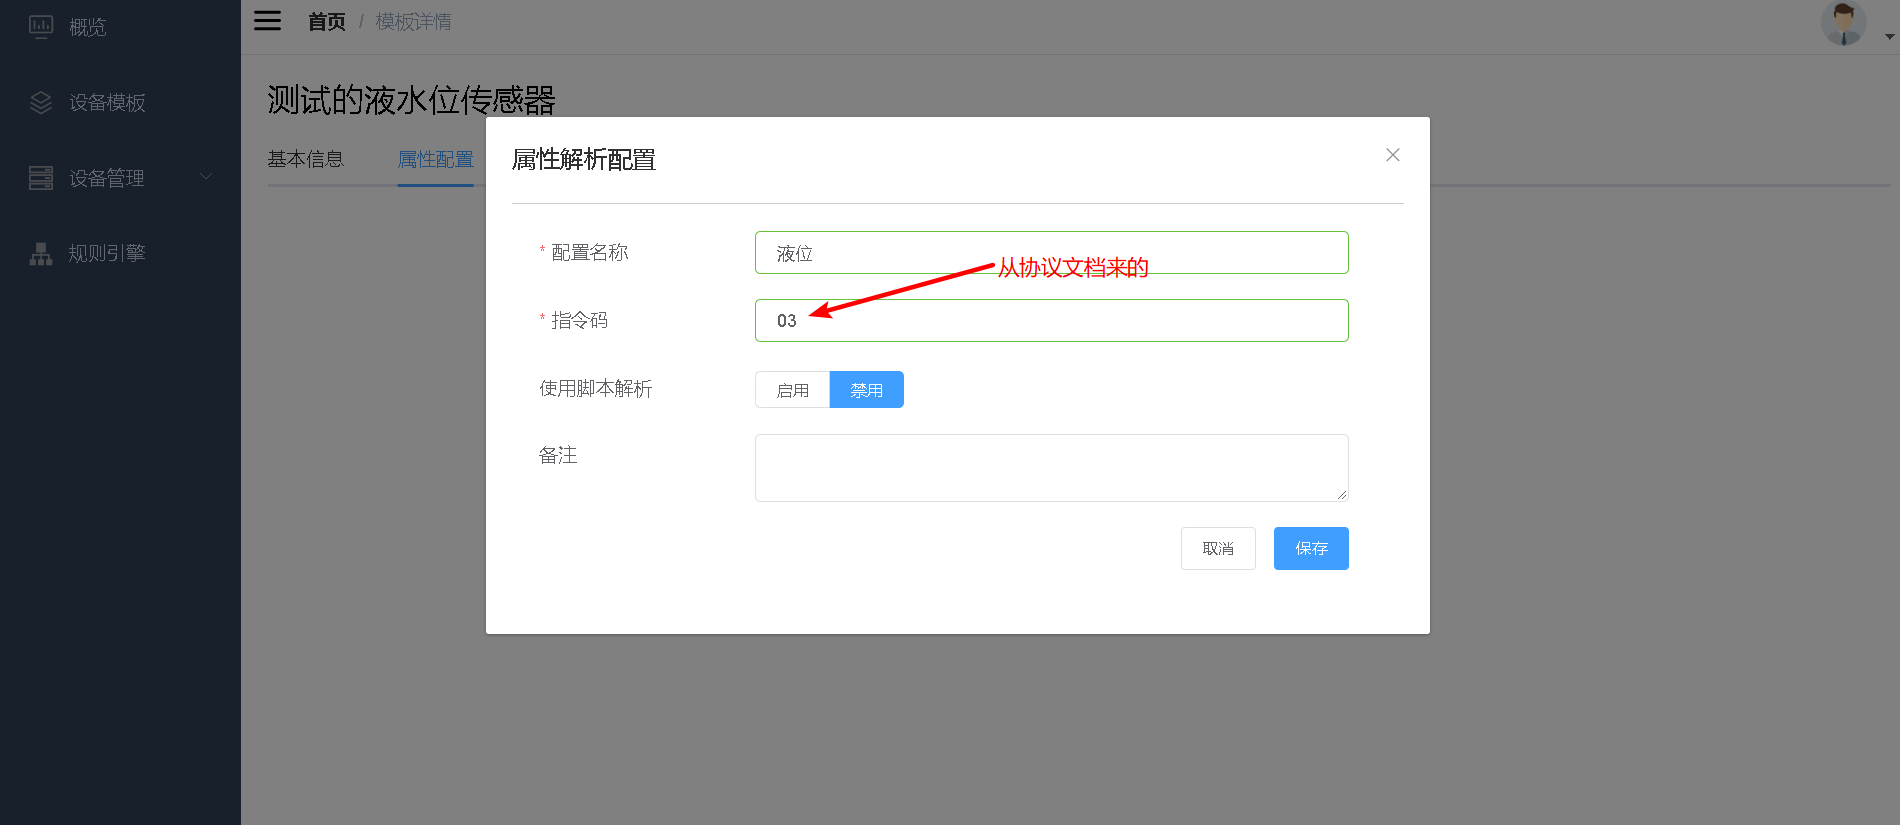 概览
设备模板
设备管理
规则引擎
首页 / 模板详情
测试的液水位传感器
基本信息
属性配置
属性解析配置
* 配置名称
液位
从协议文档来的
* 指令码
03
使用脚本解析
启用
禁用
备注
取消
保存